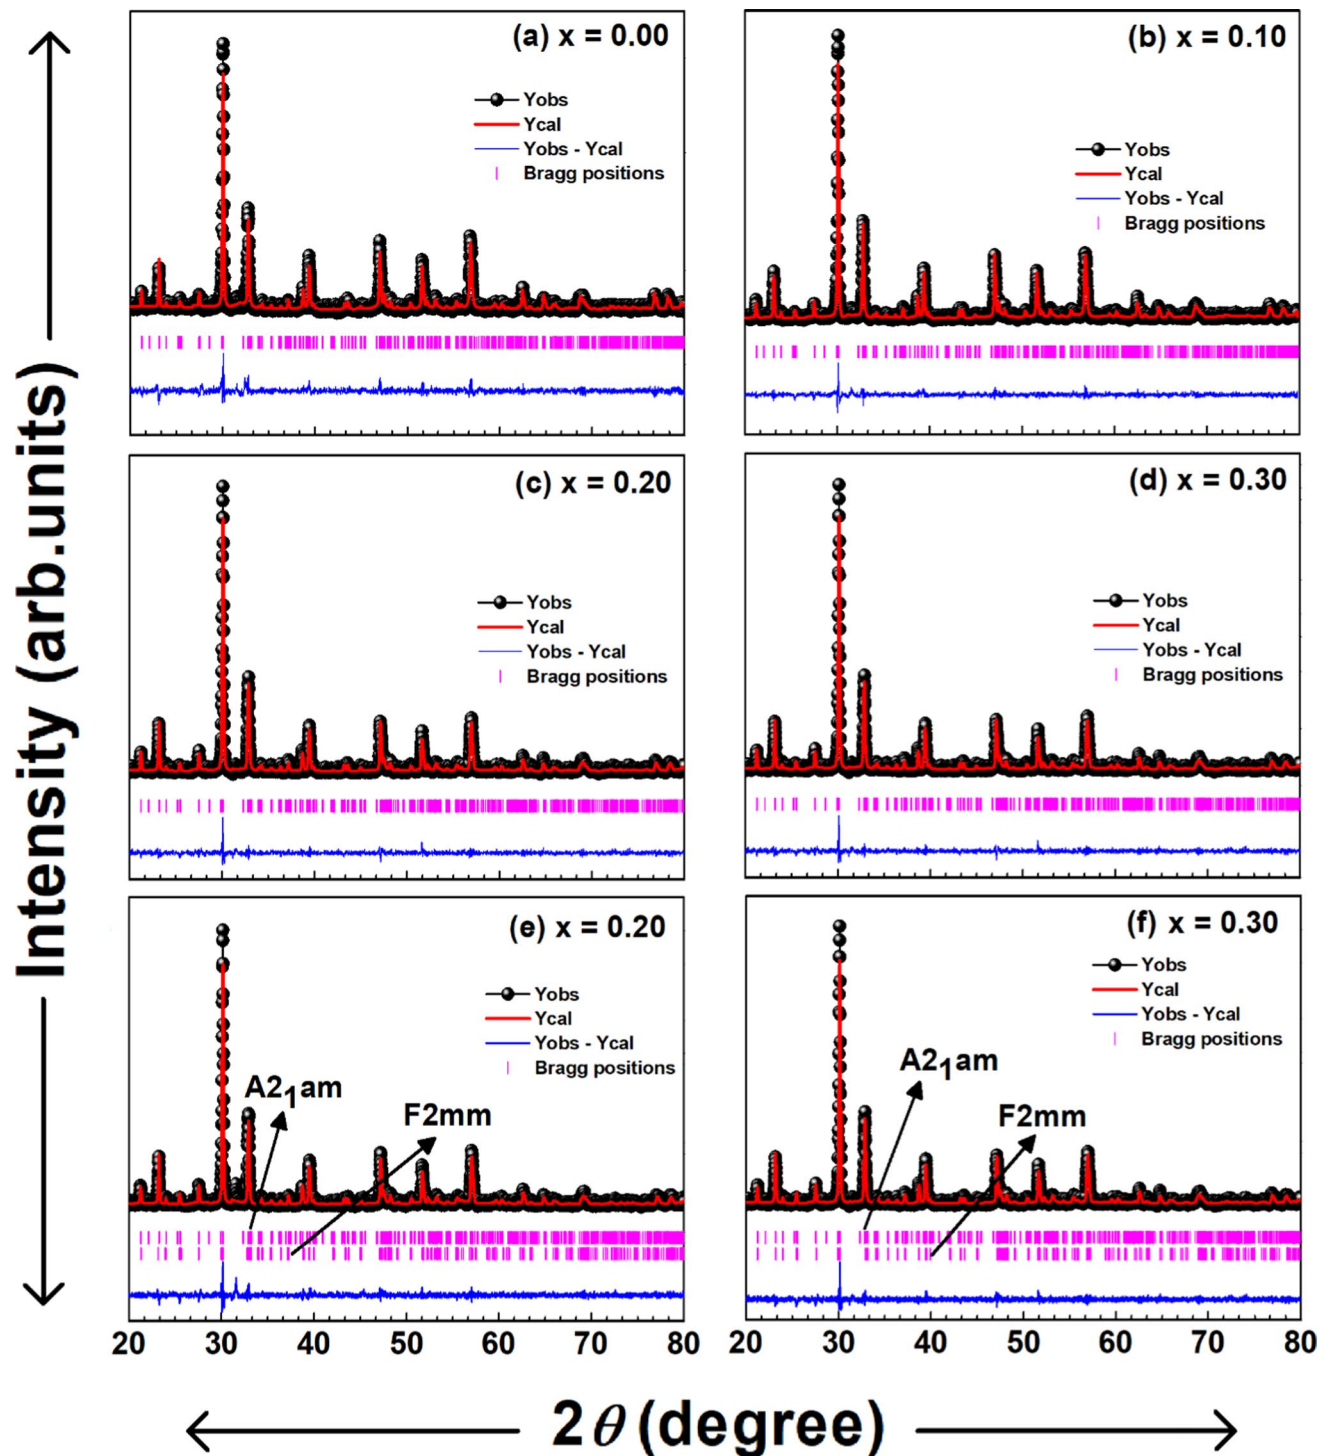 Intensity (arb.units)
(a) x = 0.00
Yobs
Ycal
Yobs - Ycal
Bragg positions
(b) x = 0.10
Yobs
Ycal
Yobs - Ycal
Bragg positions
(c) x = 0.20
Yobs
Ycal
Yobs - Ycal
Bragg positions
(d) x = 0.30
Yobs
Ycal
Yobs - Ycal
Bragg positions
(e) x = 0.20
Yobs
Ycal
Yobs - Ycal
Bragg positions
A2₁am
F2mm
(f) x = 0.30
Yobs
Ycal
Yobs - Ycal
Bragg positions
A2₁am
F2mm
20 30 40 50 60 70 80
20 30 40 50 60 70 80
2θ (degree)